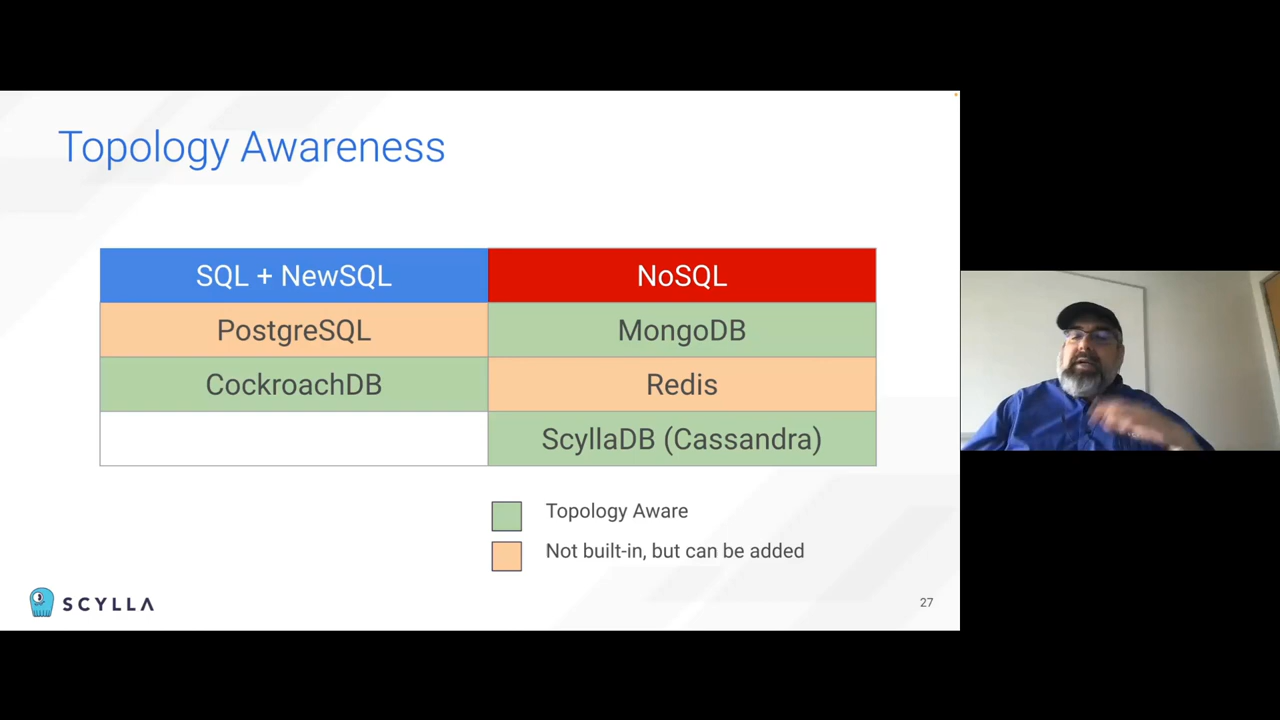 Topology Awareness
SQL + NewSQL
NoSQL
PostgreSQL
MongoDB
CockroachDB
Redis
ScyllaDB (Cassandra)
Topology Aware
Not built-in, but can be added
SCYLLA
27